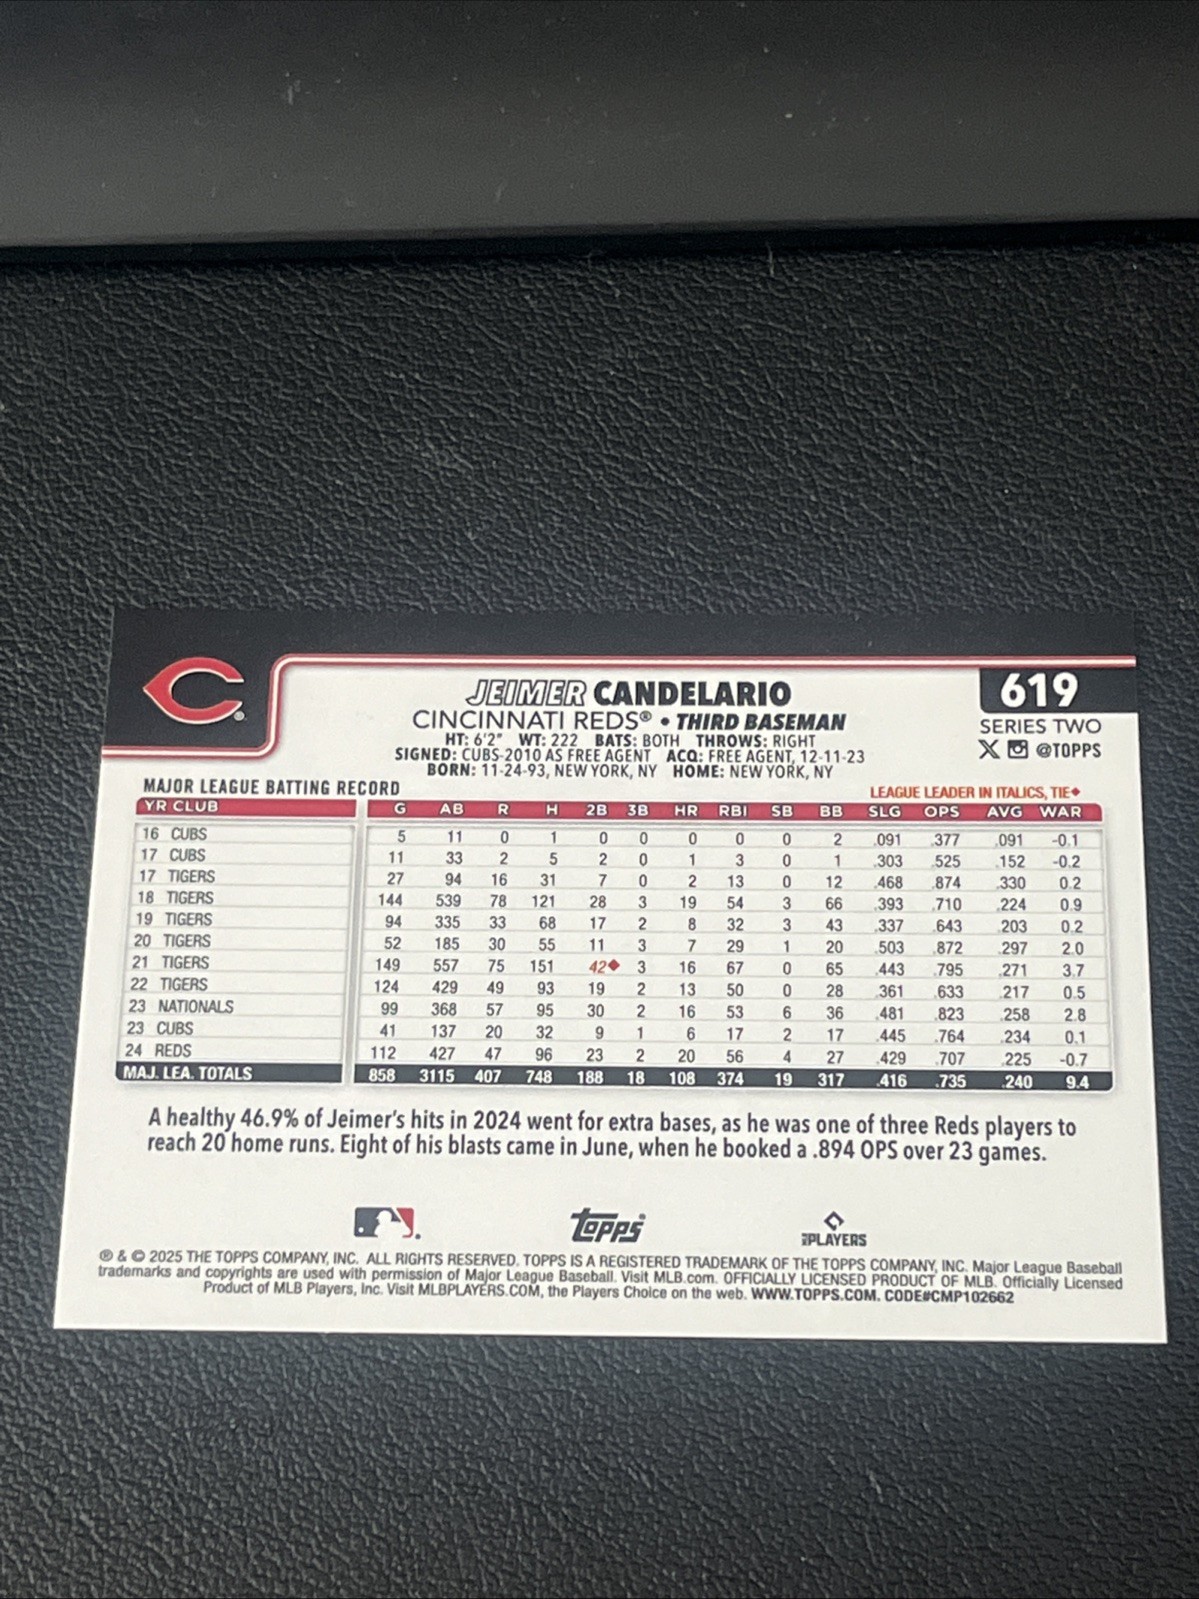 JEIMER CANDELARIO
619
CINCINNATI REDS® • THIRD BASEMAN
SERIES TWO
HT: 6'2" WT: 222 BATS: BOTH THROWS: RIGHT
@TOPPS
SIGNED: CUBS-2010 AS FREE AGENT ACQ: FREE AGENT, 12-11-23
BORN: 11-24-93, NEW YORK, NY HOME: NEW YORK, NY
MAJOR LEAGUE BATTING RECORD
LEAGUE LEADER IN ITALICS, TIE♦
YR CLUB G AB R H 2B 3B HR RBI SB BB SLG OPS AVG WAR
16 CUBS 5 11 0 1 0 0 0 0 0 2 .091 .377 .091 -0.1
17 CUBS 11 33 2 5 2 0 1 3 0 1 .303 .525 .152 -0.2
17 TIGERS 27 94 16 31 7 0 2 13 0 12 .468 .874 .330 0.2
18 TIGERS 144 539 78 121 28 3 19 54 3 66 .393 .710 .224 0.9
19 TIGERS 94 335 33 68 17 2 8 32 3 43 .337 .643 .203 0.2
20 TIGERS 52 185 30 55 11 3 7 29 1 20 .503 .872 .297 2.0
21 TIGERS 149 557 75 151 42♦ 3 16 67 0 65 .443 .795 .271 3.7
22 TIGERS 124 429 49 93 19 2 13 50 0 28 .361 .633 .217 0.5
23 NATIONALS 99 368 57 95 30 2 16 53 6 36 .481 .823 .258 2.8
23 CUBS 41 137 20 32 9 1 6 17 2 17 .445 .764 .234 0.1
24 REDS 112 427 47 96 23 2 20 56 4 27 .429 .707 .225 -0.7
MAJ. LEA. TOTALS 858 3115 407 748 188 18 108 374 19 317 .416 .735 .240 9.4
A healthy 46.9% of Jeimer's hits in 2024 went for extra bases, as he was one of three Reds players to
reach 20 home runs. Eight of his blasts came in June, when he booked a .894 OPS over 23 games.
Topps
MLBPLAYERS
® & © 2025 THE TOPPS COMPANY, INC. ALL RIGHTS RESERVED. TOPPS IS A REGISTERED TRADEMARK OF THE TOPPS COMPANY, INC. Major League Baseball
trademarks and copyrights are used with permission of Major League Baseball. Visit MLB.com. OFFICIALLY LICENSED PRODUCT OF MLB. Officially Licensed
Product of MLB Players, Inc. Visit MLBPLAYERS.COM, the Players Choice on the web. WWW.TOPPS.COM. CODE#CMP102662